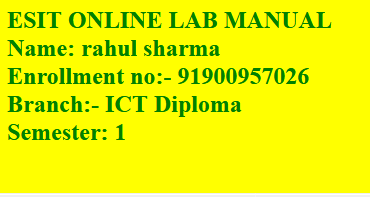 ESIT ONLINE LAB MANUAL
Name: rahul sharma
Enrollment no:- 91900957026
Branch:- ICT Diploma
Semester: 1